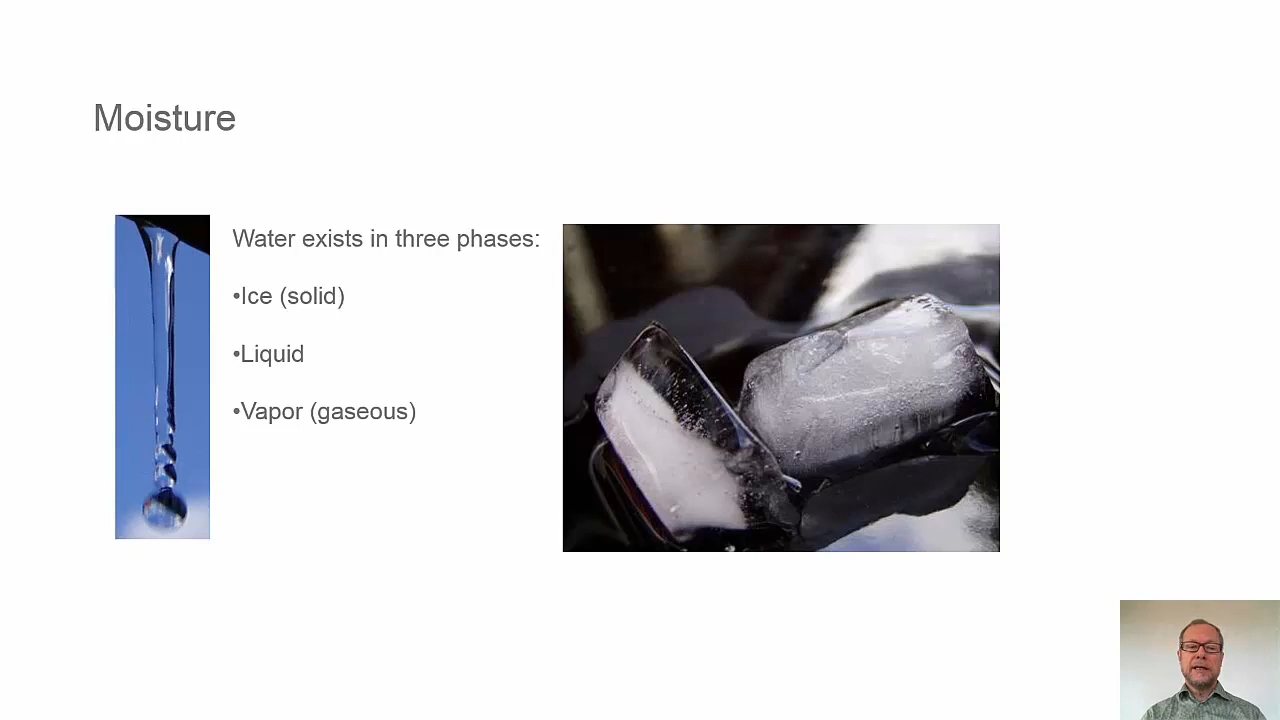 Moisture
Water exists in three phases:
•Ice (solid)
•Liquid
•Vapor (gaseous)